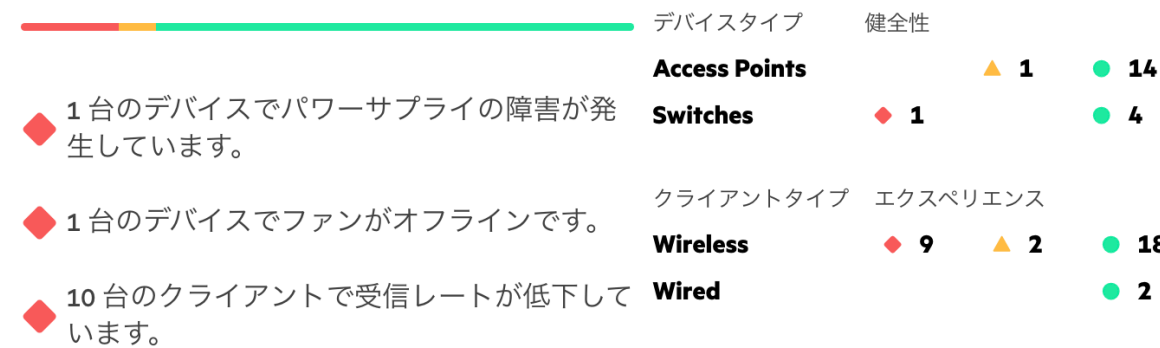 1 台のデバイスでパワーサプライの障害が発
生しています。
1 台のデバイスでファンがオフラインです。
10 台のクライアントで受信レートが低下して
います。
デバイスタイプ 健全性
Access Points 1 14
Switches 1 4
クライアントタイプ エクスペリエンス
Wireless 9 2
Wired 2